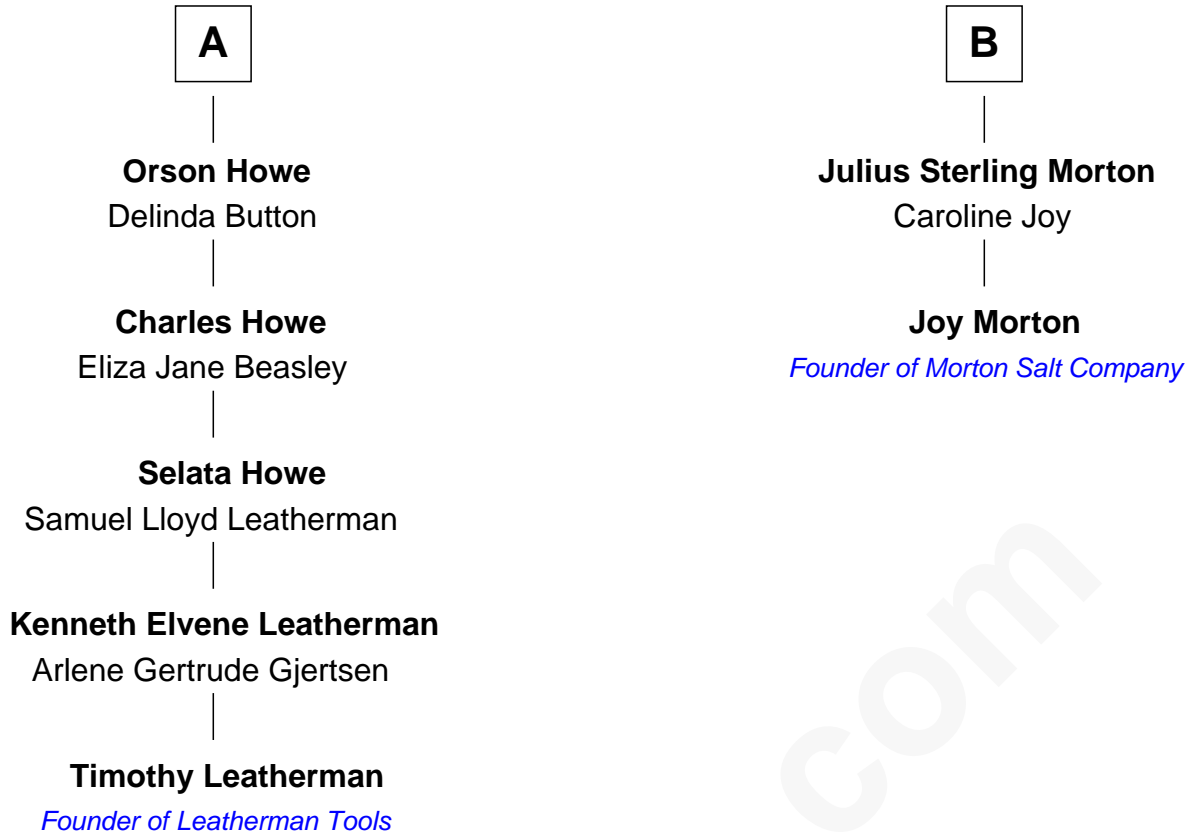 A
Orson Howe
Delinda Button
Charles Howe
Eliza Jane Beasley
Selata Howe
Samuel Lloyd Leatherman
Kenneth Elvene Leatherman
Arlene Gertrude Gjertsen
Timothy Leatherman
Founder of Leatherman Tools
B
Julius Sterling Morton
Caroline Joy
Joy Morton
Founder of Morton Salt Company
com